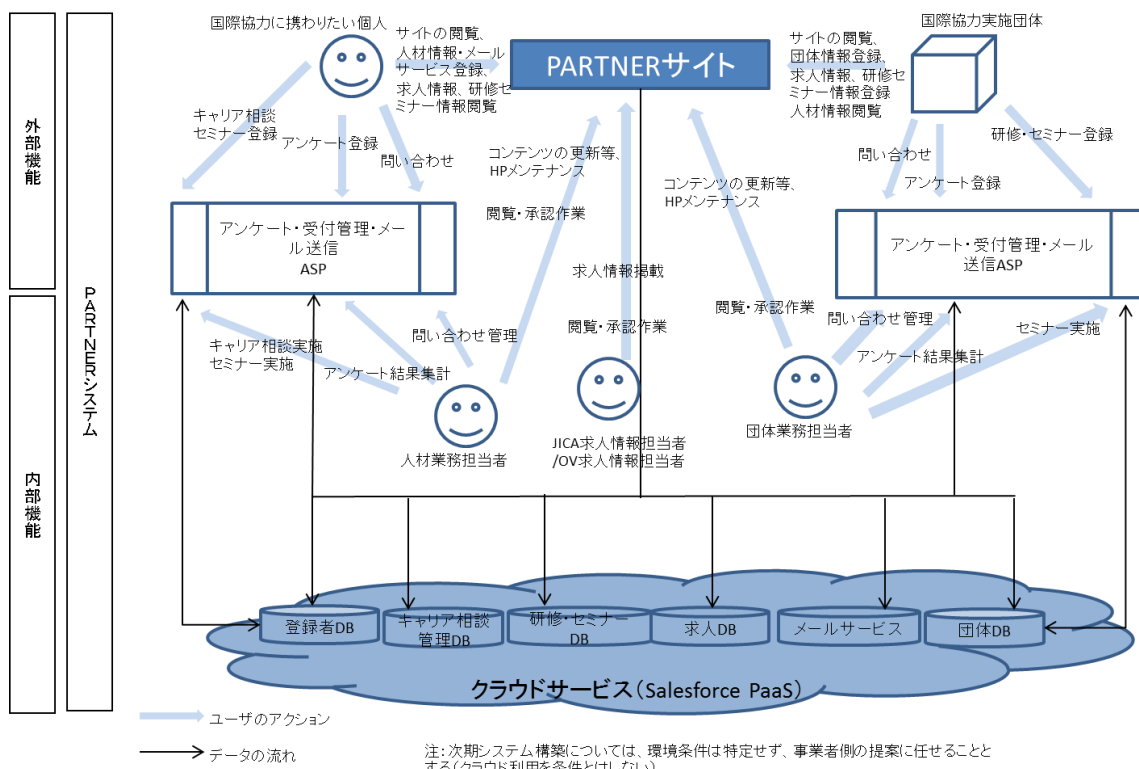 国際協力に携わりたい個人
国際協力実施団体
サイトの閲覧、
人材情報・メール
サービス登録、
求人情報、研修セ
ミナー情報閲覧
PARTNERサイト
サイトの閲覧、
団体情報登録、
求人情報、研修セ
ミナー情報登録
人材情報閲覧
外部機能
PARTNERシステム
キャリア相談
セミナー登録
アンケート登録
問い合わせ
コンテンツの更新等、
HPメンテナンス
閲覧・承認作業
コンテンツの更新等、
HPメンテナンス
問い合わせ
アンケート登録
研修・セミナー登録
アンケート・受付管理・メー
ル送信
ASP
求人情報掲載
アンケート・受付管理・メール
送信ASP
内部機能
キャリア相談実施
セミナー実施
アンケート結果集計
問い合わせ管理
閲覧・承認作業
閲覧・承認作業
問い合わせ管理
アンケート結果集計
セミナー実施
人材業務担当者
JICA求人情報担当者
/OV求人情報担当者
団体業務担当者
登録者DB
キャリア相談
管理DB
研修・セミナー
DB
求人DB
メールサービス
団体DB
クラウドサービス(Salesforce PaaS)
ユーザのアクション
データの流れ
注:次期システム構築については、環境条件は特定せず、事業者側の提案に任せることと
する(クラウド利用を条件とはしない)